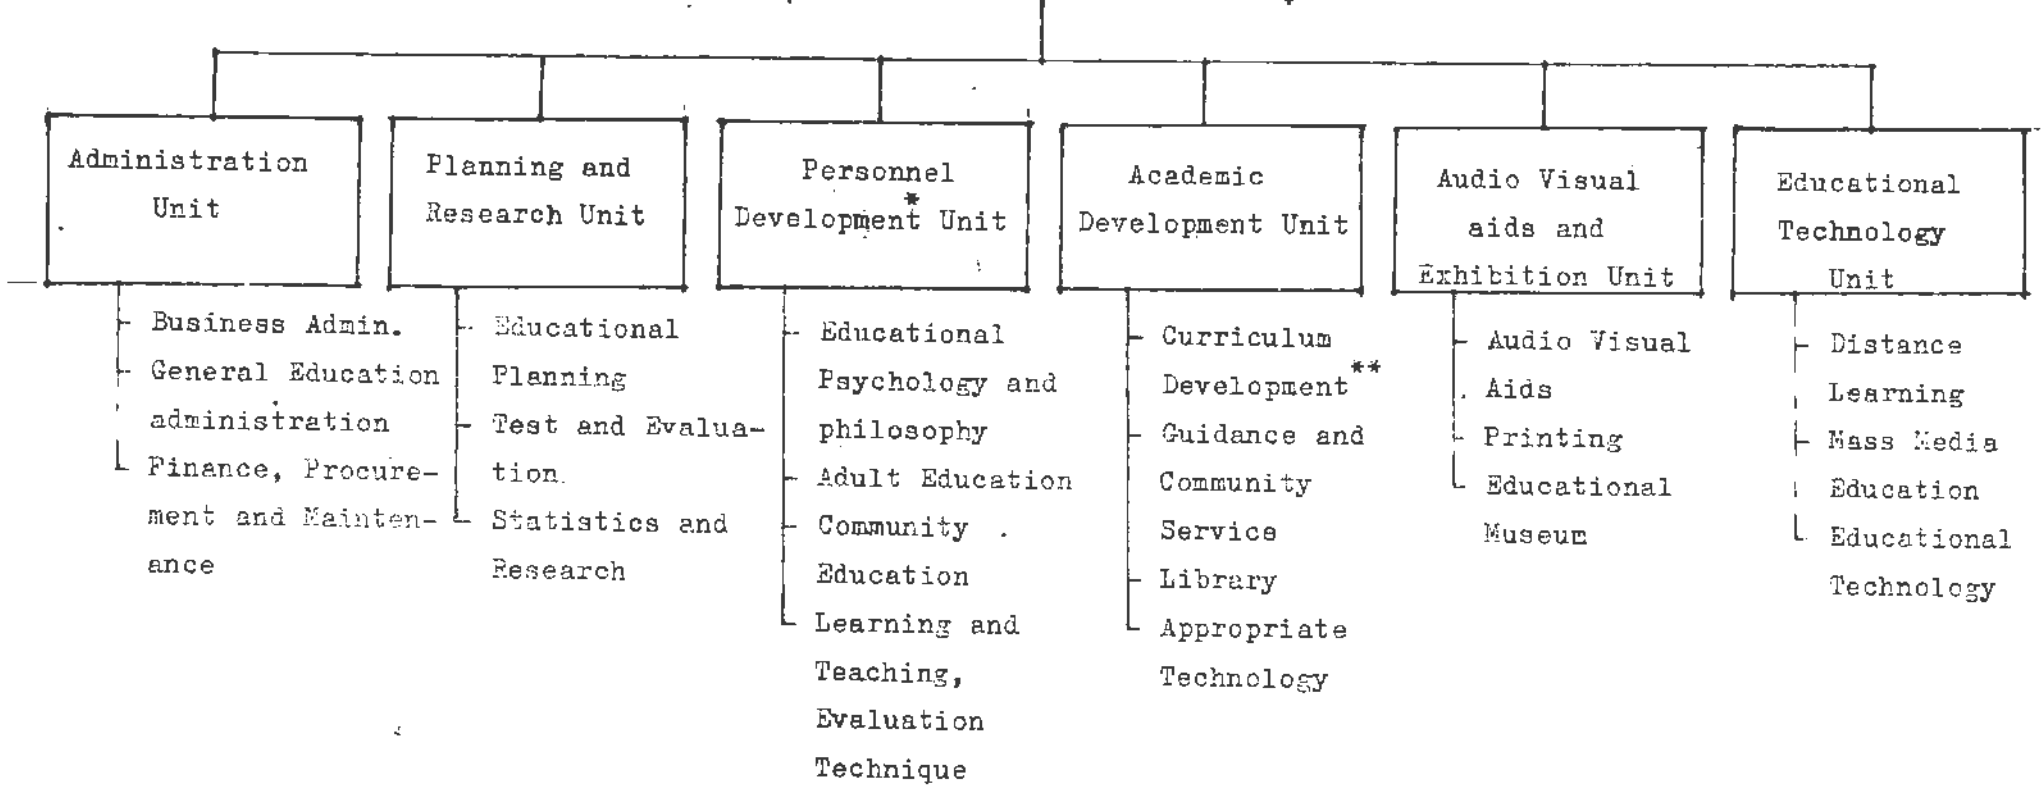 Administration
Unit
Planning and
Research Unit
Personnel
Development* Unit
Academic
Development Unit
Audio Visual
aids and
Exhibition Unit
Educational
Technology
Unit
Business Admin.
General Education
administration
Finance, Procure-
ment and Mainten-
ance
Educational
Planning
Test and Evalua-
tion.
Statistics and
Research
Educational
Psychology and
philosophy
Adult Education
Community
Education
Learning and
Teaching,
Evaluation
Technique
Curriculum
Development**
Guidance and
Community
Service
Library
Appropriate
Technology
Audio Visual
Aids
Printing
Educational
Museum
Distance
Learning
Mass Media
Education
Educational
Technology